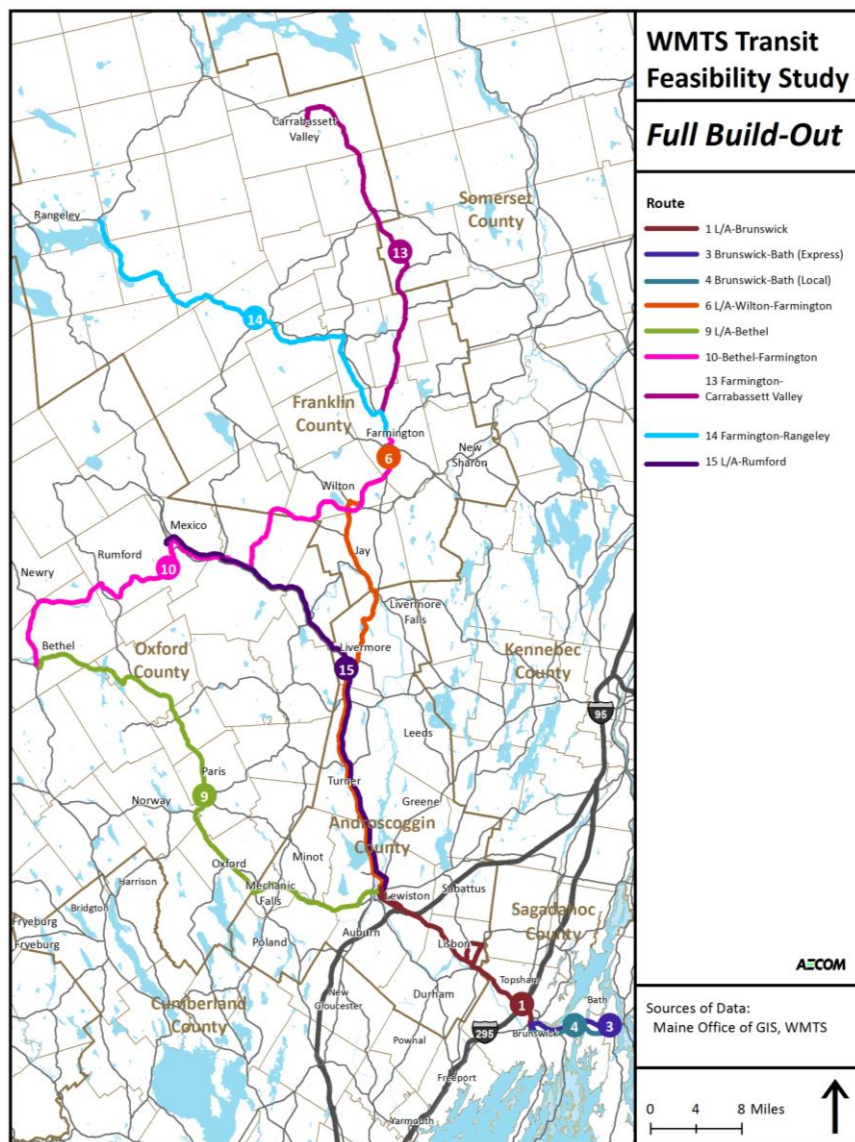 WMTS Transit
Feasibility Study
Full Build-Out
Route
1 L/A-Brunswick
3 Brunswick-Bath (Express)
4 Brunswick-Bath (Local)
6 L/A-Wilton-Farmington
9 L/A-Bethel
10-Bethel-Farmington
13 Farmington-
Carrabassett Valley
14 Farmington-Rangeley
15 L/A-Rumford
AECOM
Sources of Data:
Maine Office of GIS, WMTS
0 4 8 Miles
Carrabassett
Valley
Rangeley
Somerset
County
13
14
Franklin
County
Farmington
6
New
Sharon
Wilton
Mexico
Jay
Rumford
10
Newry
Livermore
Falls
Bethel
Oxford
County
Livermore
15
Kennebec
County
95
Leeds
Paris
Turner
9
Norway
Greene
Androscoggin
County
Minot
Oxford
Harrison
Mechanic
Falls
Lewiston
Sabattus
Bridgton
Fryeburg
Fryeburg
Poland
Auburn
Sagadahoc
County
Lisbon
Topsham
New
Gloucester
Durham
Cumberland
County
1
Bath
4
3
Brunswick
295
Pownal
Freeport
Yarmouth